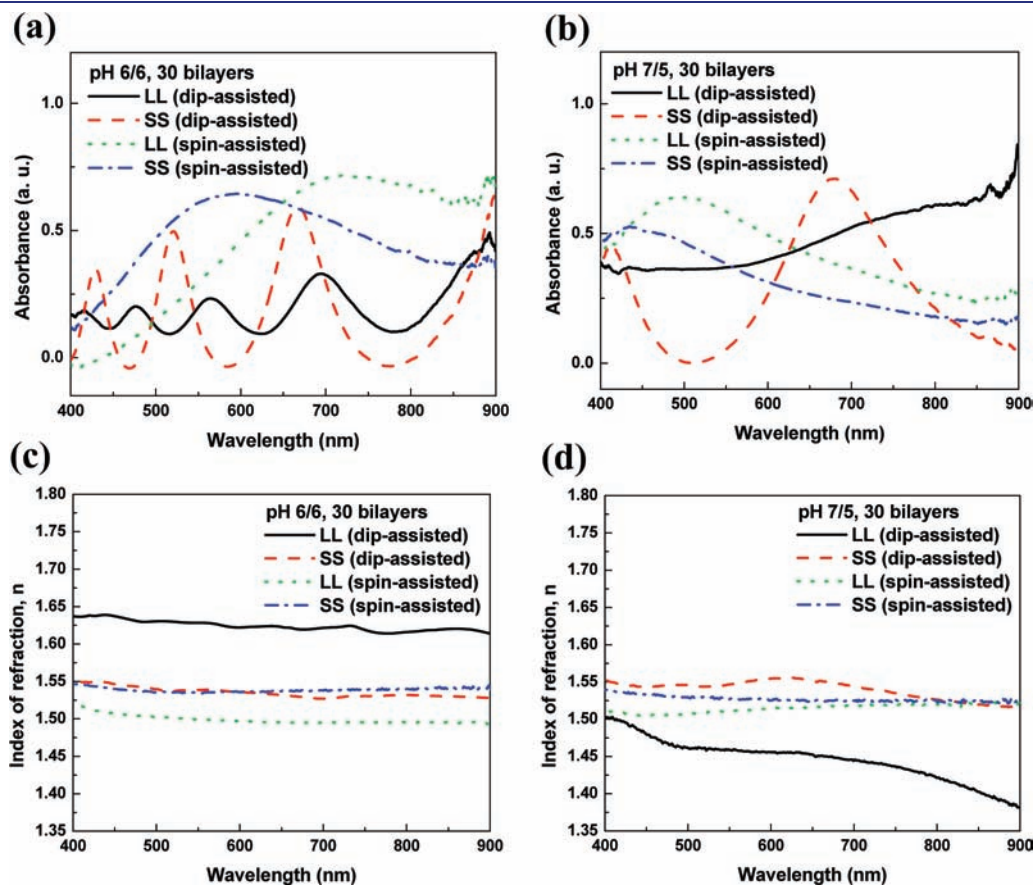 (a)
pH 6/6, 30 bilayers
LL (dip-assisted)
SS (dip-assisted)
LL (spin-assisted)
SS (spin-assisted)
Absorbance (a. u.)
1.0
0.5
0.0
400 500 600 700 800 900
Wavelength (nm)
(b)
pH 7/5, 30 bilayers
LL (dip-assisted)
SS (dip-assisted)
LL (spin-assisted)
SS (spin-assisted)
Absorbance (a. u.)
1.0
0.5
0.0
400 500 600 700 800 900
Wavelength (nm)
(c)
pH 6/6, 30 bilayers
LL (dip-assisted)
SS (dip-assisted)
LL (spin-assisted)
SS (spin-assisted)
Index of refraction, n
1.80
1.75
1.70
1.65
1.60
1.55
1.50
1.45
1.40
1.35
400 500 600 700 800 900
Wavelength (nm)
(d)
pH 7/5, 30 bilayers
LL (dip-assisted)
SS (dip-assisted)
LL (spin-assisted)
SS (spin-assisted)
Index of refraction, n
1.80
1.75
1.70
1.65
1.60
1.55
1.50
1.45
1.40
1.35
400 500 600 700 800 900
Wavelength (nm)